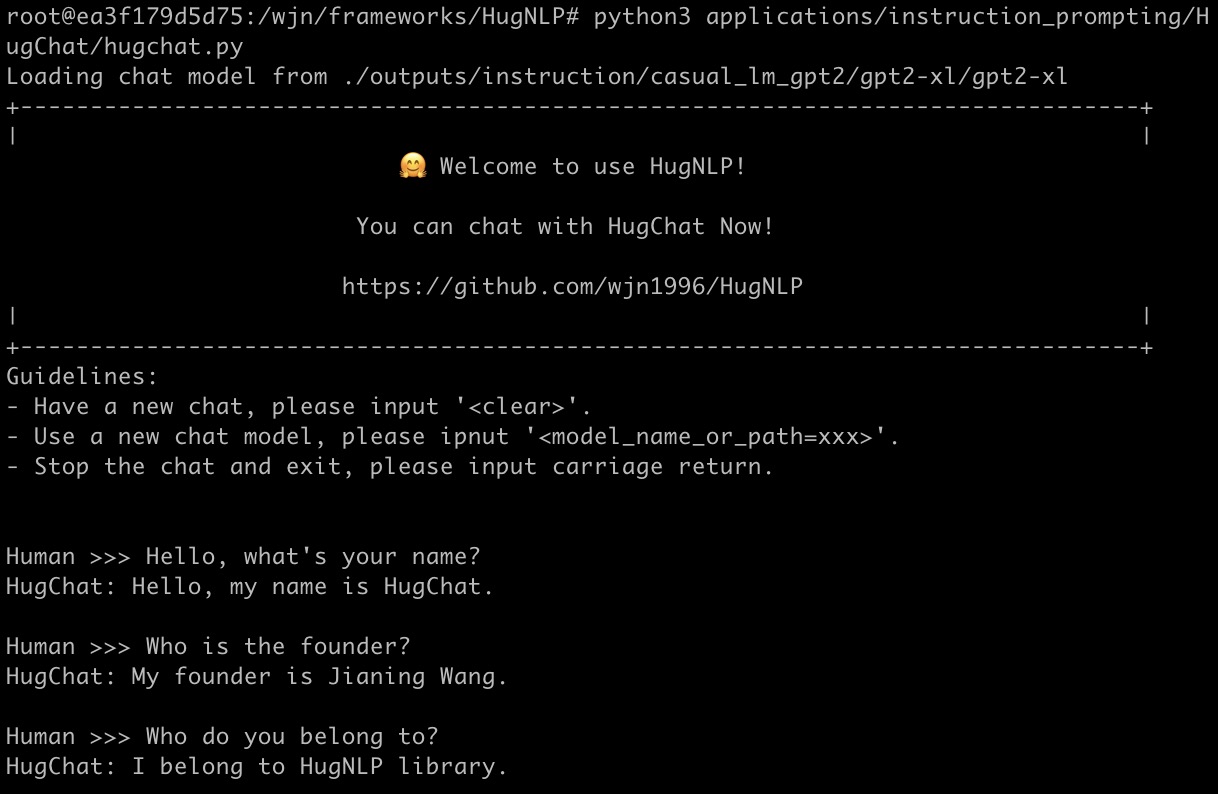 root@ea3f179d5d75:/wjn/frameworks/HugNLP# python3 applications/instruction_prompting/H
ugChat/hugchat.py
Loading chat model from ./outputs/instruction/casual_lm_gpt2/gpt2-xl/gpt2-xl
+--------------------------------------------------------------------------------+
|                                                                                |
🤗 Welcome to use HugNLP!
You can chat with HugChat Now!
https://github.com/wjn1996/HugNLP
|                                                                                |
+--------------------------------------------------------------------------------+
Guidelines:
- Have a new chat, please input '<clear>'.
- Use a new chat model, please ipnut '<model_name_or_path=xxx>'.
- Stop the chat and exit, please input carriage return.
Human >>> Hello, what's your name?
HugChat: Hello, my name is HugChat.
Human >>> Who is the founder?
HugChat: My founder is Jianing Wang.
Human >>> Who do you belong to?
HugChat: I belong to HugNLP library.